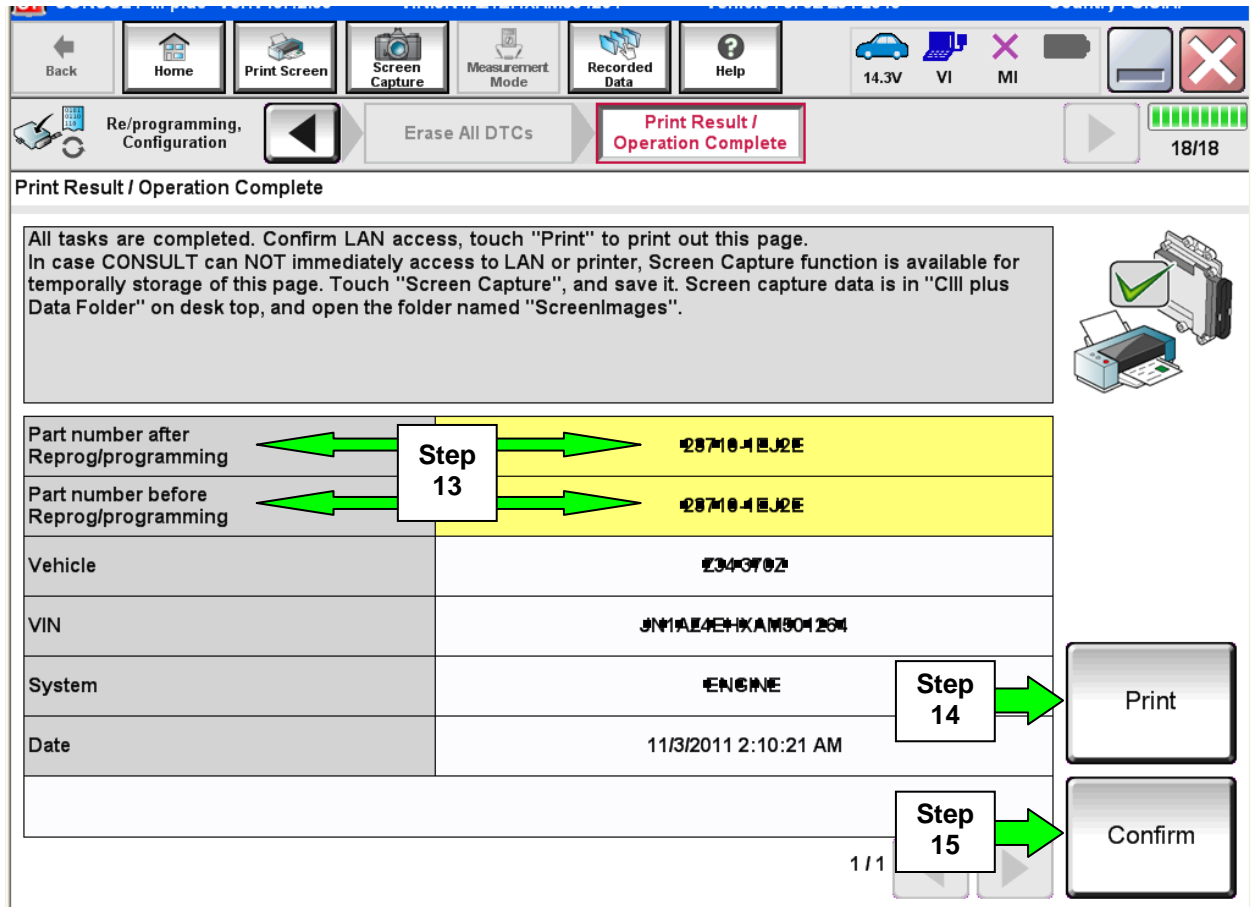 Back
Home
Print Screen
Screen
Capture
Measurement
Mode
Recorded
Data
Help
14.3V
VI
MI
Re/programming,
Configuration
Erase All DTCs
Print Result /
Operation Complete
18/18
Print Result / Operation Complete
All tasks are completed. Confirm LAN access, touch "Print" to print out this page.
In case CONSULT can NOT immediately access to LAN or printer, Screen Capture function is available for
temporally storage of this page. Touch "Screen Capture", and save it. Screen capture data is in "CIII plus
Data Folder" on desk top, and open the folder named "ScreenImages".
Part number after
Reprog/programming
Step
13
Part number before
Reprog/programming
Vehicle
VIN
System
ENGINE
Step
14
Print
Date
11/3/2011 2:10:21 AM
Step
15
Confirm
1 / 1